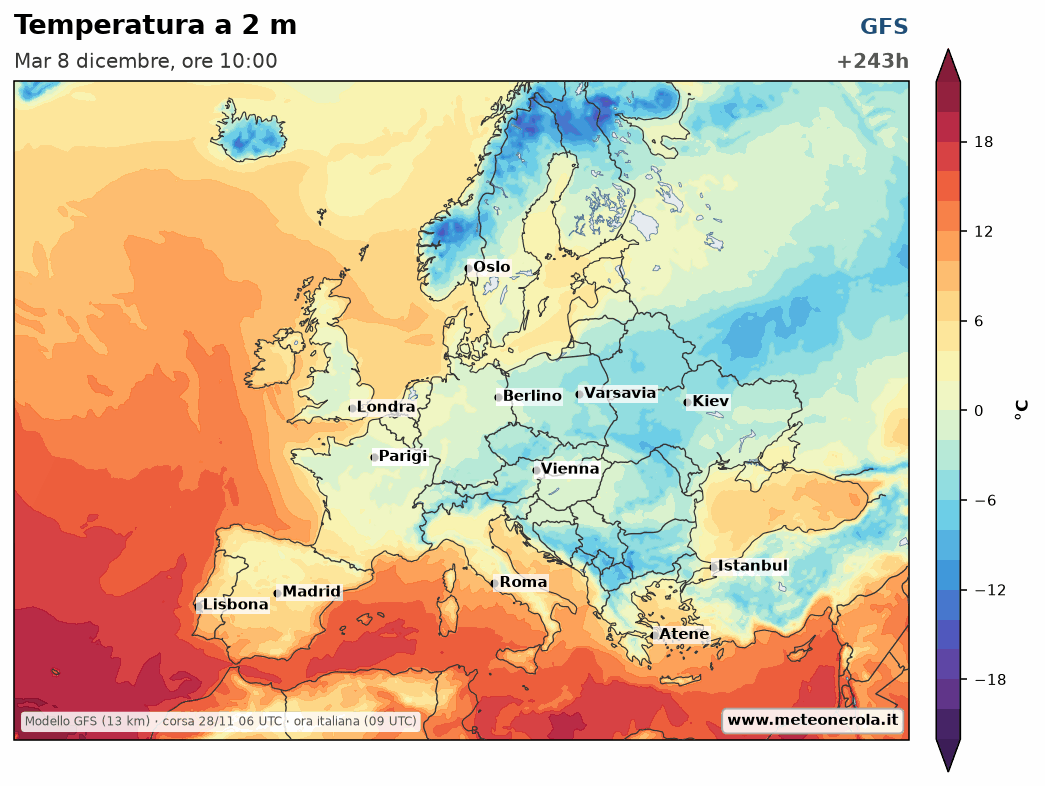 Temperatura a 2 m
GFS
Mar 8 dicembre, ore 10:00
+243h
Oslo
Londra
Berlino
Varsavia
Kiev
Parigi
Vienna
Istanbul
Roma
Madrid
Lisbona
Atene
Modello GFS (13 km) · corsa 28/11 06 UTC · ora italiana (09 UTC)
www.meteonerola.it
18
12
6
0
−6
−12
−18
°C